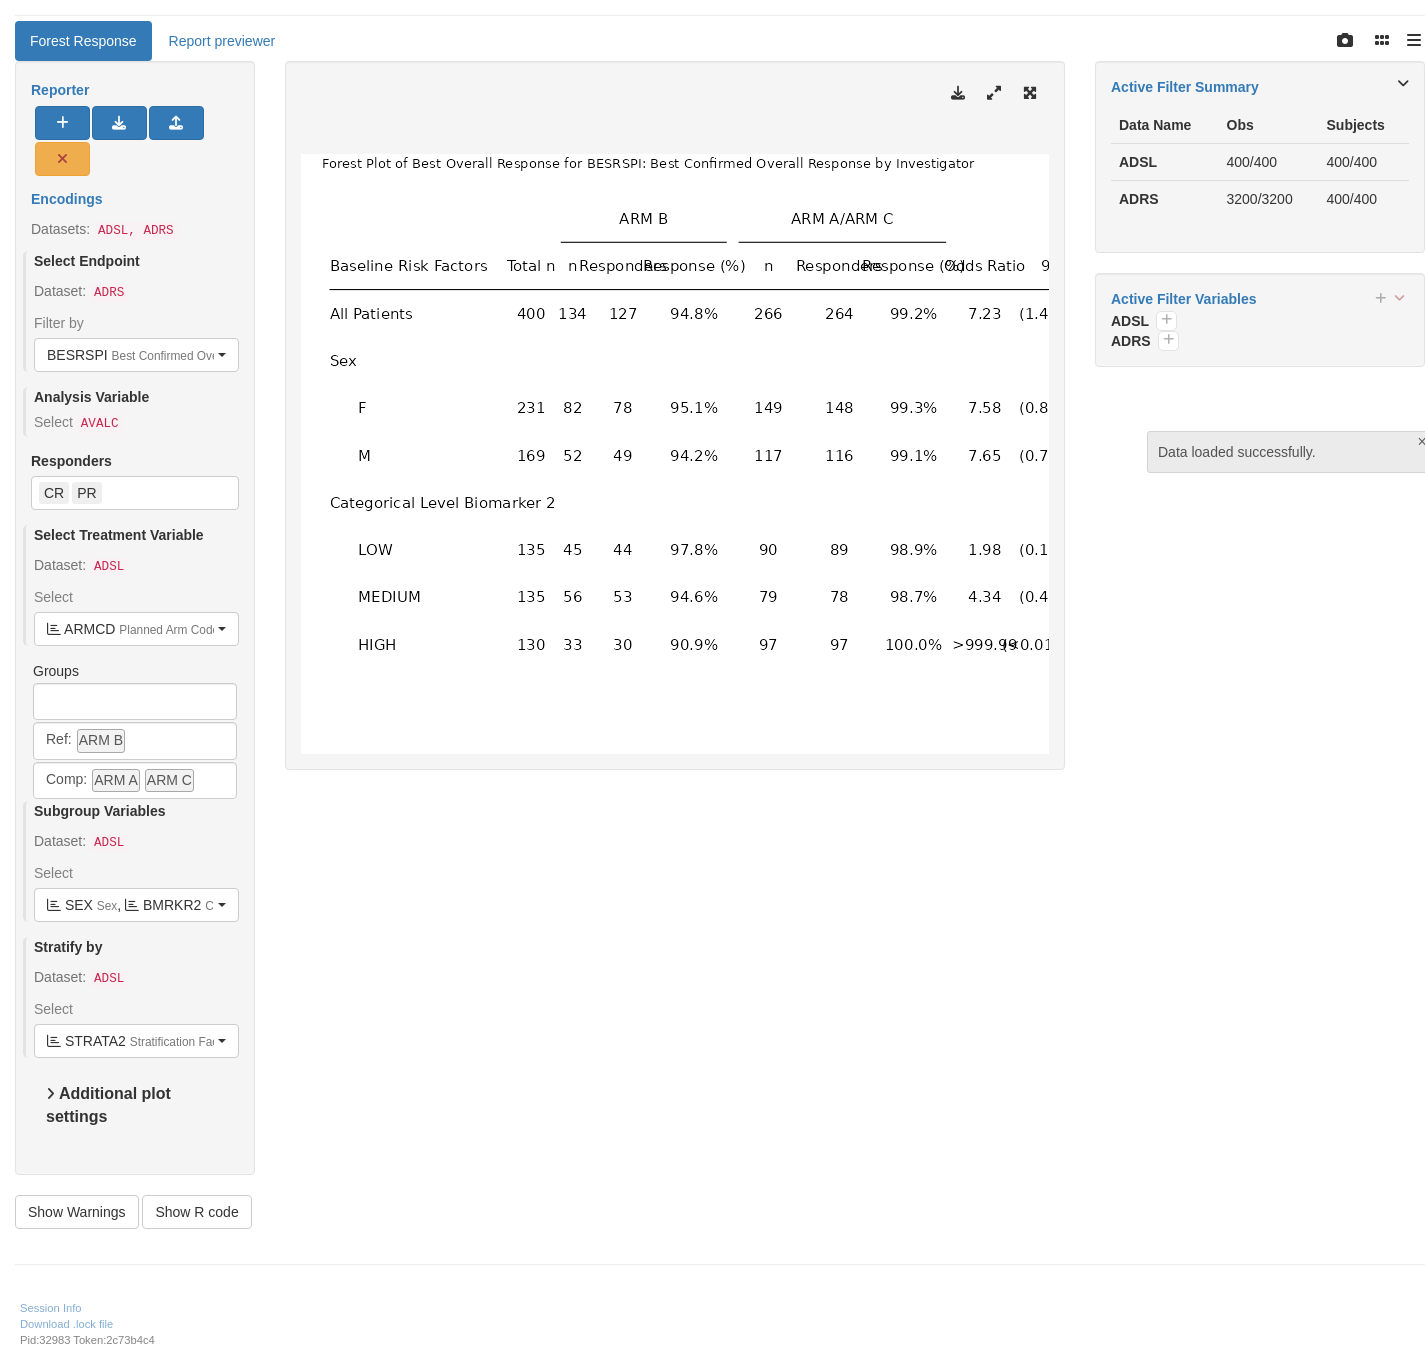 Forest Response
Report previewer
Reporter
Encodings
Datasets: ADSL, ADRS
Select Endpoint
Dataset: ADRS
Filter by
BESRSPI Best Confirmed Ove
Analysis Variable
Select AVALC
Responders
CR PR
Select Treatment Variable
Dataset: ADSL
Select
ARMCD Planned Arm Code
Groups
Ref: ARM B
Comp: ARM A ARM C
Subgroup Variables
Dataset: ADSL
Select
SEX Sex, BMRKR2 C
Stratify by
Dataset: ADSL
Select
STRATA2 Stratification Fac
Additional plot
settings
Show Warnings
Show R code
Forest Plot of Best Overall Response for BESRSPI: Best Confirmed Overall Response by Investigator
ARM B ARM A/ARM C
Baseline Risk Factors Total n n Responders Response (%) n Responders Response (%) Odds Ratio 9
All Patients 400 134 127 94.8% 266 264 99.2% 7.23 (1.4
Sex
F 231 82 78 95.1% 149 148 99.3% 7.58 (0.8
M 169 52 49 94.2% 117 116 99.1% 7.65 (0.7
Categorical Level Biomarker 2
LOW 135 45 44 97.8% 90 89 98.9% 1.98 (0.1
MEDIUM 135 56 53 94.6% 79 78 98.7% 4.34 (0.4
HIGH 130 33 30 90.9% 97 97 100.0% >999.99 (<0.01
Active Filter Summary
Data Name Obs Subjects
ADSL 400/400 400/400
ADRS 3200/3200 400/400
Active Filter Variables
ADSL
ADRS
Data loaded successfully.
Session Info
Download .lock file
Pid:32983 Token:2c73b4c4